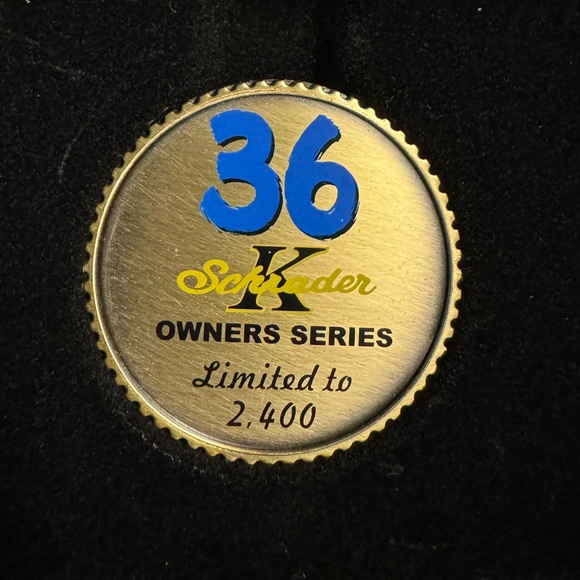 36
K
Schrader
OWNERS SERIES
Limited to
2,400